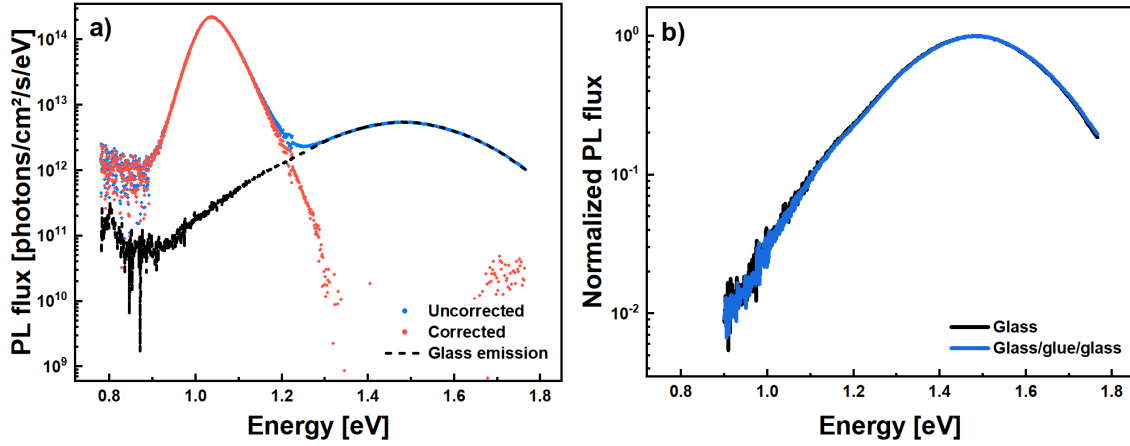 a)
PL flux [photons/cm²/s/eV]
10¹⁴
10¹³
10¹²
10¹¹
10¹⁰
10⁹
Uncorrected
Corrected
Glass emission
0.8 1.0 1.2 1.4 1.6 1.8
Energy [eV]
b)
Normalized PL flux
10⁰
10⁻¹
10⁻²
Glass
Glass/glue/glass
0.8 1.0 1.2 1.4 1.6 1.8
Energy [eV]